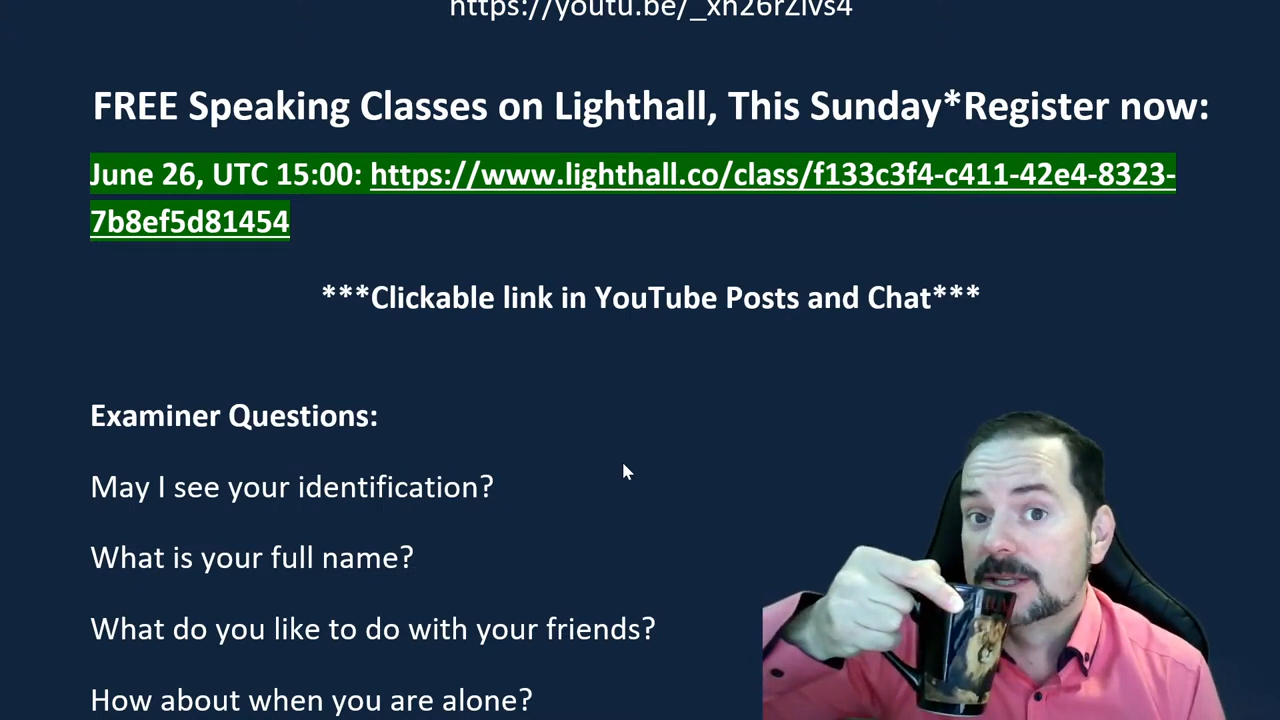 FREE Speaking Classes on Lighthall, This Sunday*Register now:
June 26, UTC 15:00: https://www.lighthall.co/class/f133c3f4-c411-42e4-8323-
7b8ef5d81454
***Clickable link in YouTube Posts and Chat***
Examiner Questions:
May I see your identification?
What is your full name?
What do you like to do with your friends?
How about when you are alone?